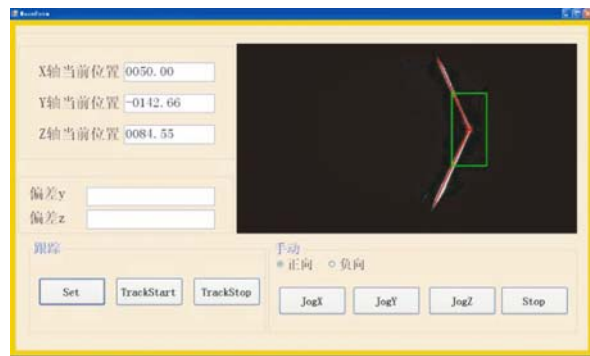 MainForm
X轴当前位置 0050.00
Y轴当前位置 -0142.66
Z轴当前位置 0084.55
偏差y
偏差z
跟踪
Set TrackStart TrackStop
手动
正向 负向
JogX JogY JogZ Stop